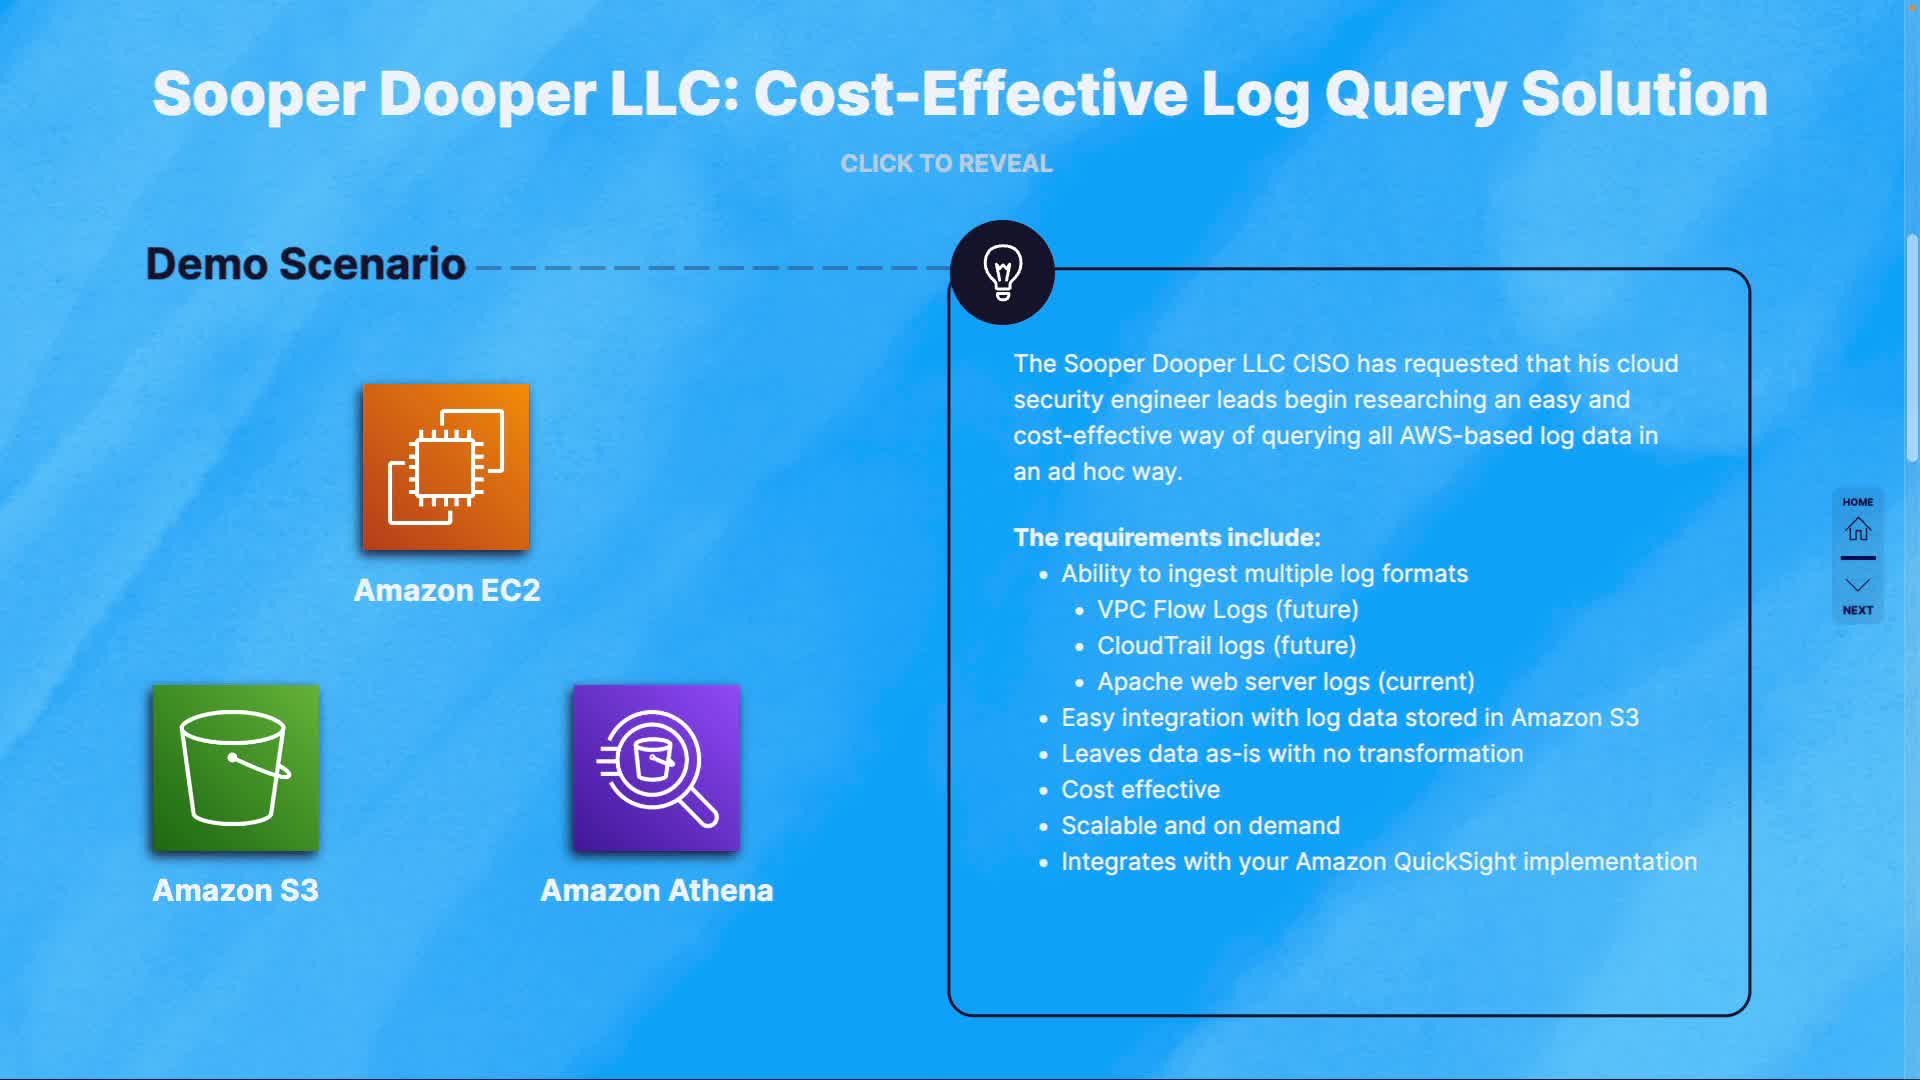 Sooper Dooper LLC: Cost-Effective Log Query Solution
CLICK TO REVEAL
Demo Scenario
Amazon EC2
Amazon S3
Amazon Athena
The Sooper Dooper LLC CISO has requested that his cloud
security engineer leads begin researching an easy and
cost-effective way of querying all AWS-based log data in
an ad hoc way.
The requirements include:
• Ability to ingest multiple log formats
• VPC Flow Logs (future)
• CloudTrail logs (future)
• Apache web server logs (current)
• Easy integration with log data stored in Amazon S3
• Leaves data as-is with no transformation
• Cost effective
• Scalable and on demand
• Integrates with your Amazon QuickSight implementation
HOME
NEXT